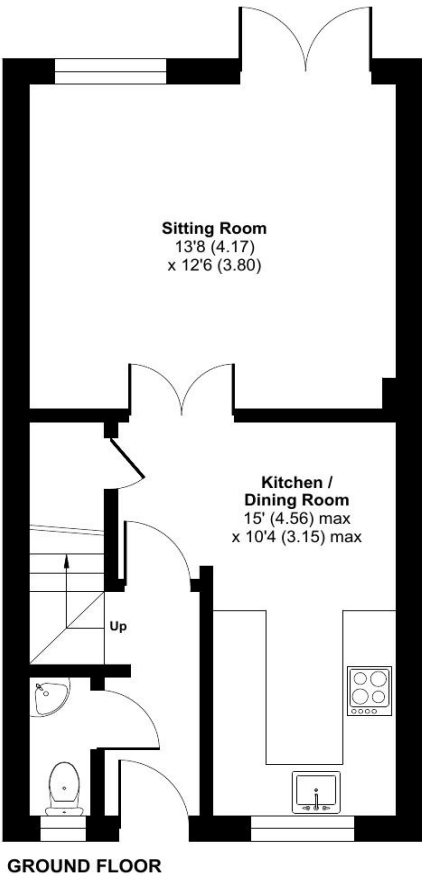 Sitting Room
13'8 (4.17)
x 12'6 (3.80)
Kitchen /
Dining Room
15' (4.56) max
x 10'4 (3.15) max
Up
GROUND FLOOR